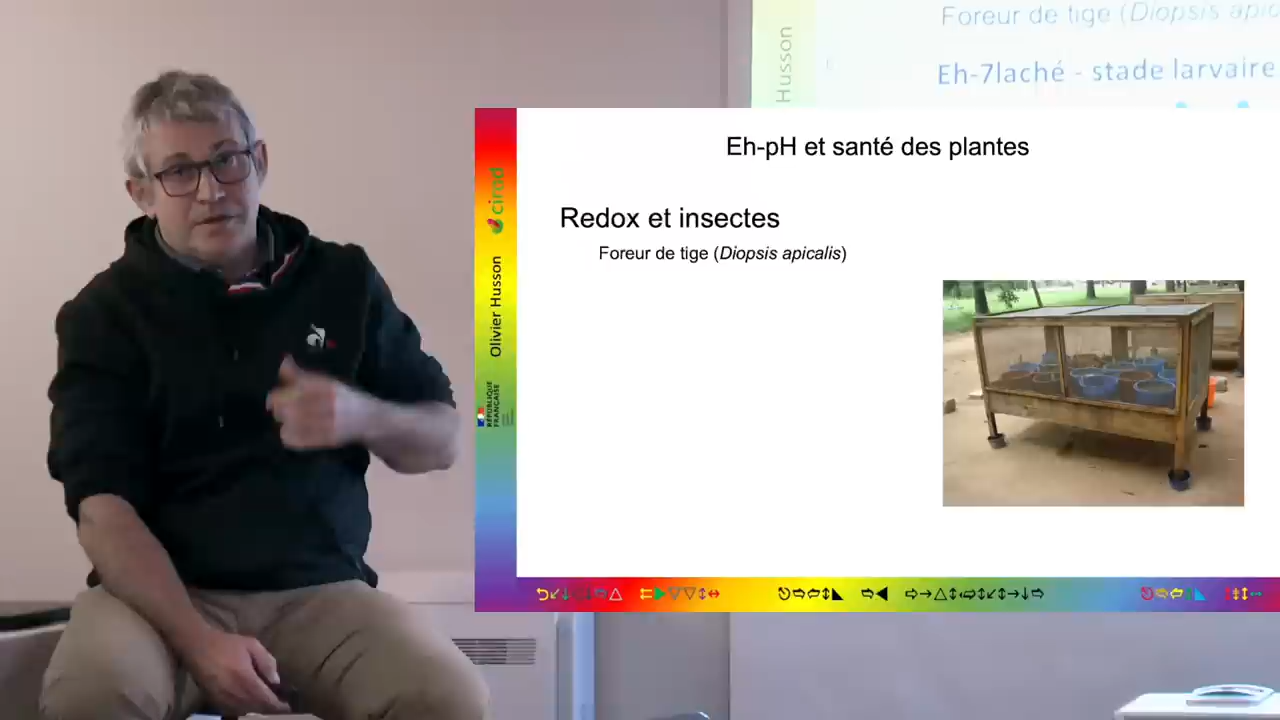 Foreur de tige (Diopsis apic
Eh-7laché - stade larvaire
Husson
Eh-pH et santé des plantes
Redox et insectes
Foreur de tige (Diopsis apicalis)
cirad
Olivier Husson
RÉPUBLIQUE
FRANÇAISE